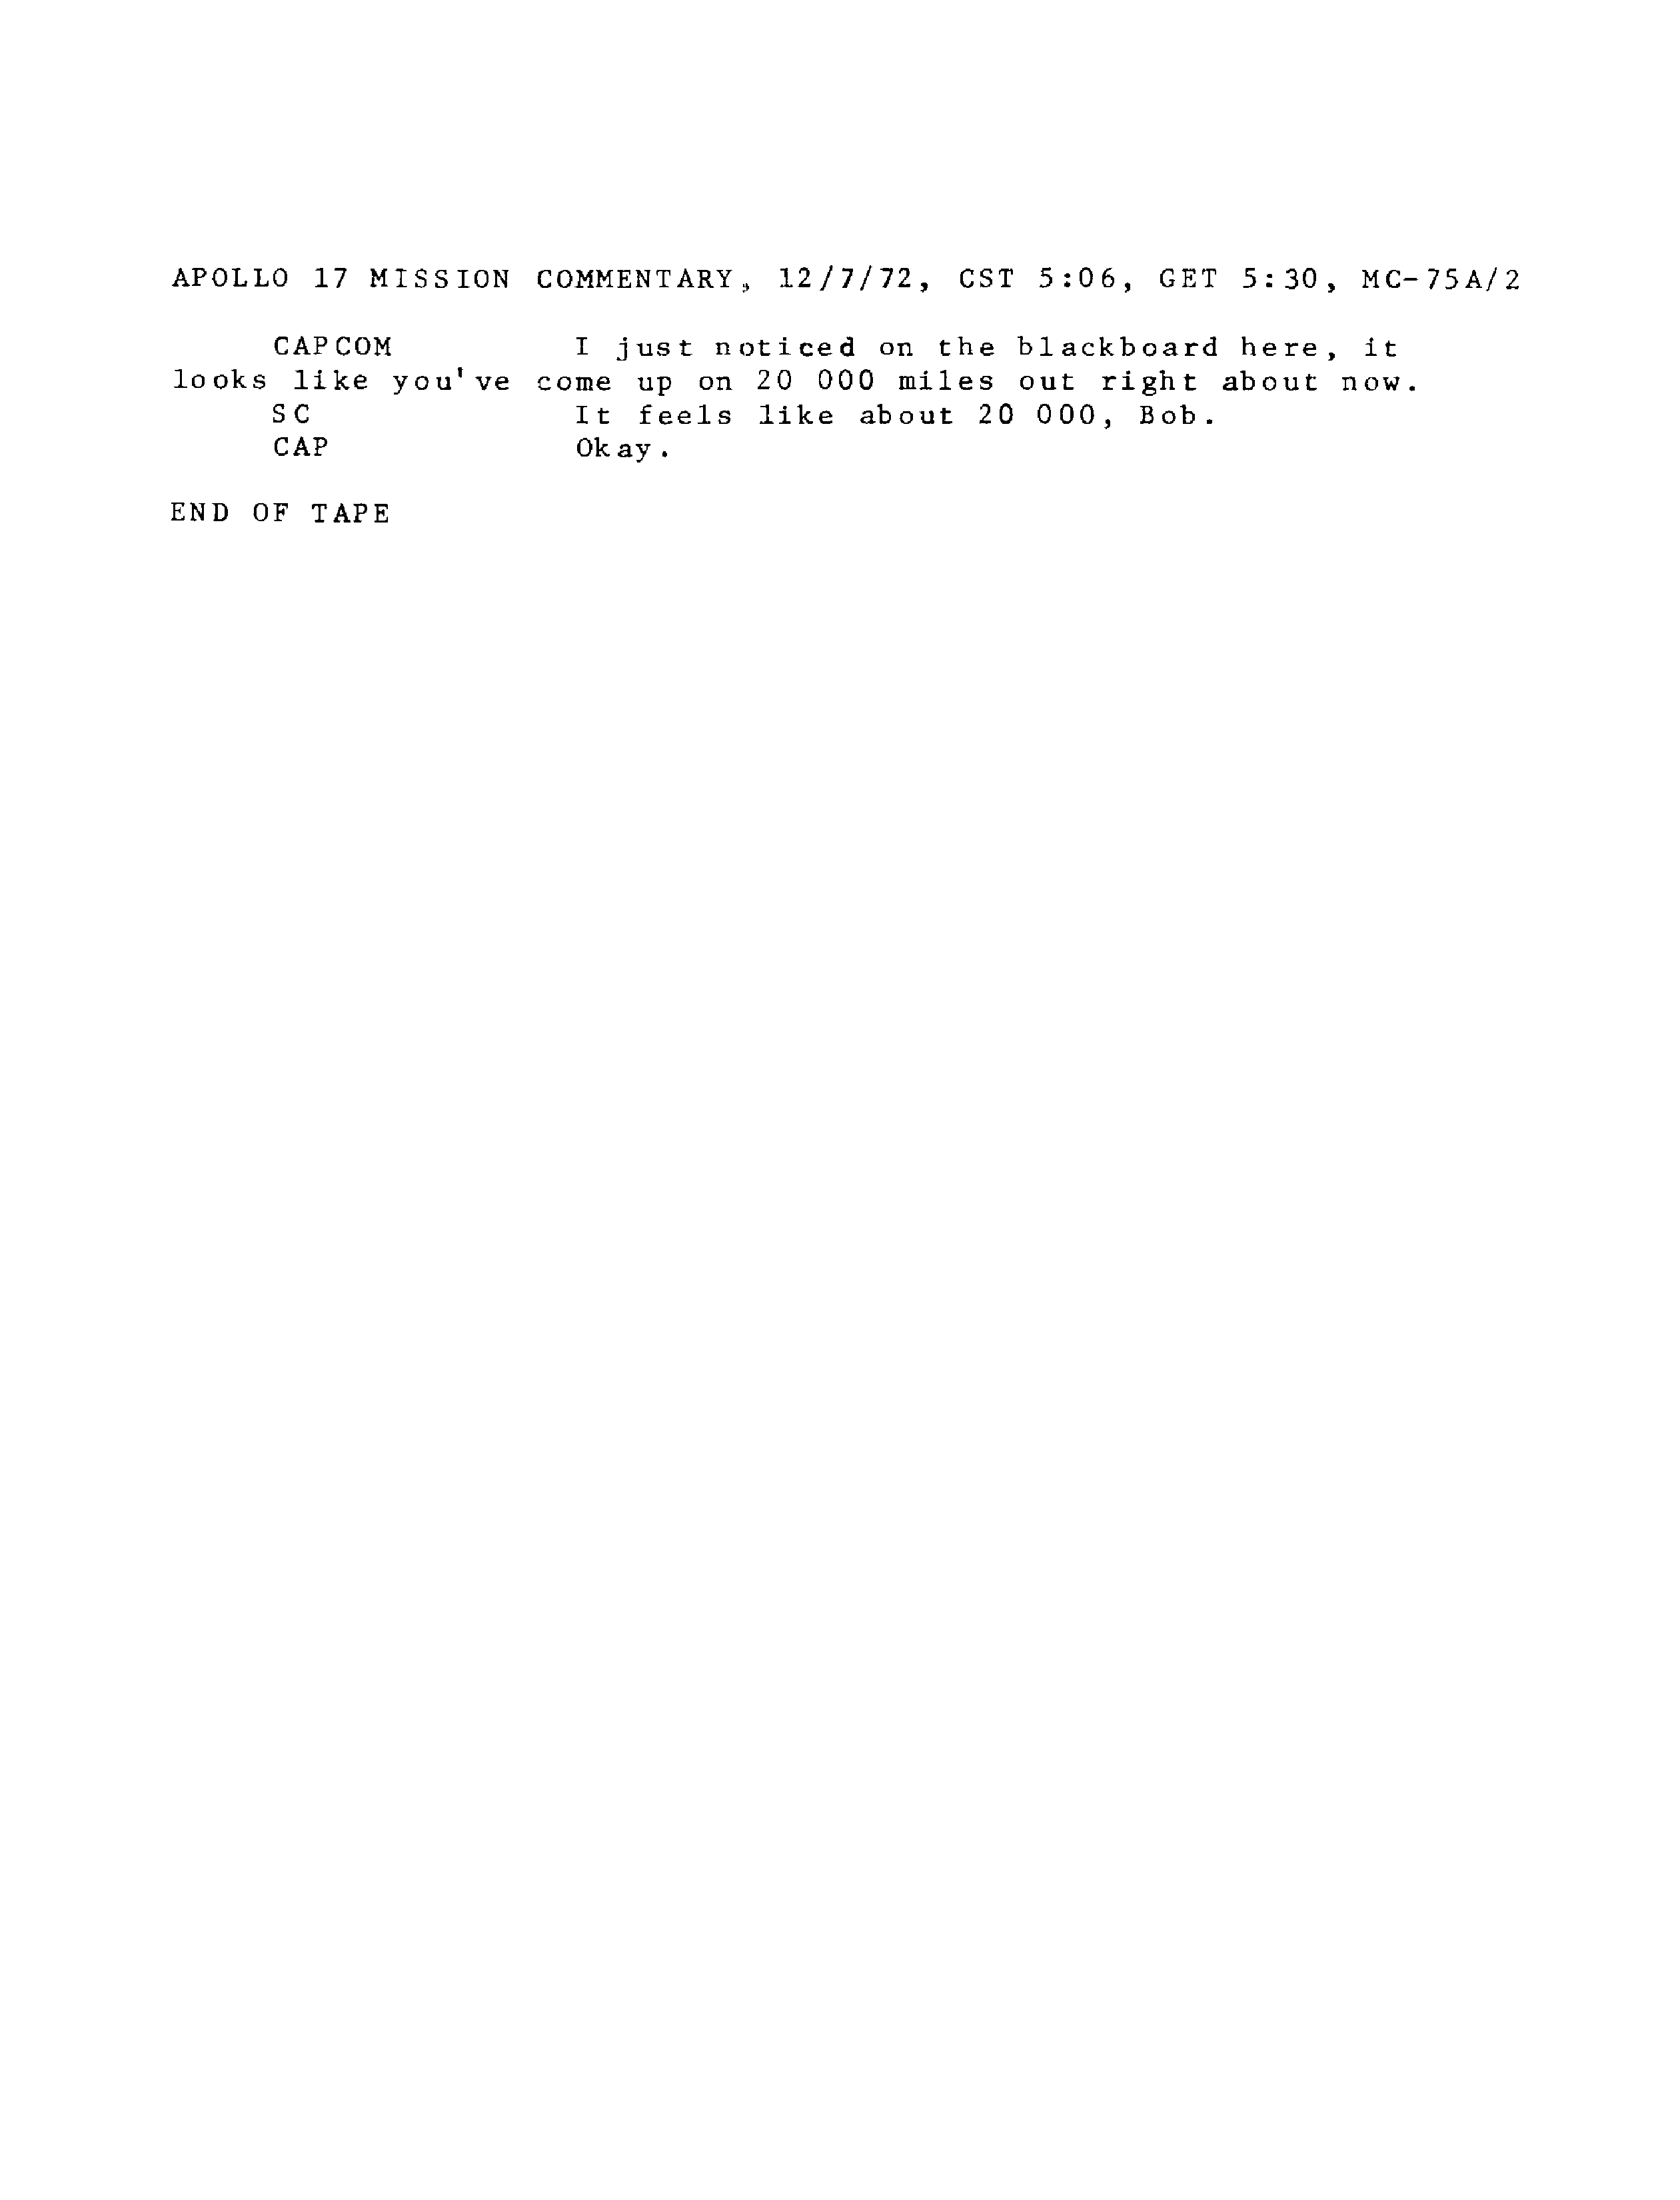 APOLLO 17 MISSION COMMENTARY, 12/7/72, CST 5:06, GET 5:30, MC-75A/2
CAPCOM I just noticed on the blackboard here, it
looks like you've come up on 20 000 miles out right about now.
SC It feels like about 20 000, Bob.
CAP Okay.
END OF TAPE